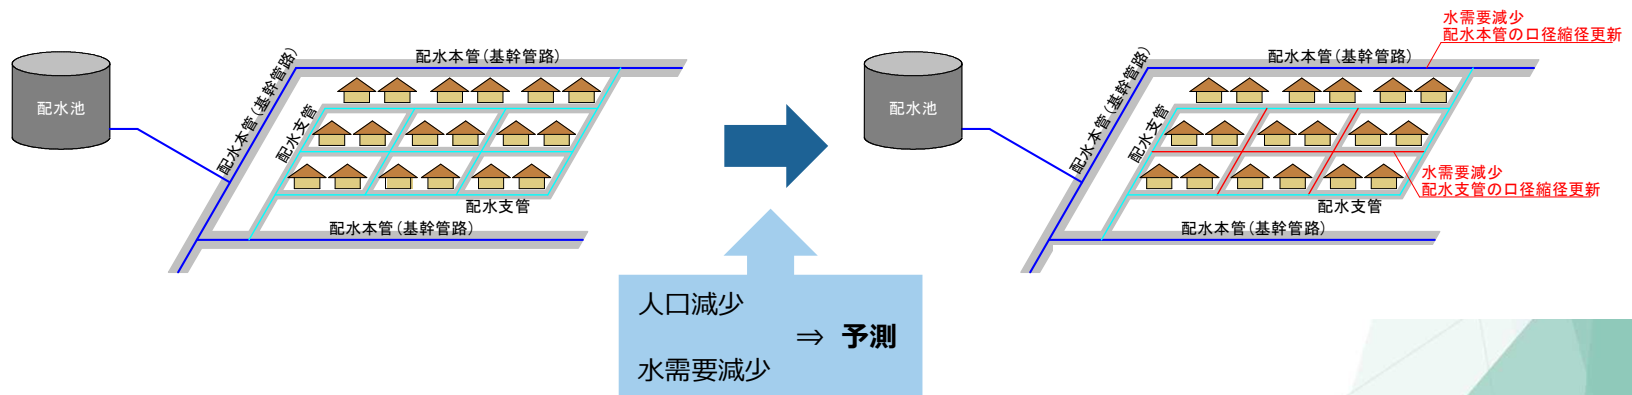 配水池
配水本管(基幹管路)
配水本管(基幹管路)
配水支管
配水支管
配水本管(基幹管路)
水需要減少
配水本管の口径縮径更新
配水池
配水本管(基幹管路)
配水本管(基幹管路)
配水支管
水需要減少
配水支管の口径縮径更新
配水支管
配水本管(基幹管路)
人口減少
⇒ 予測
水需要減少